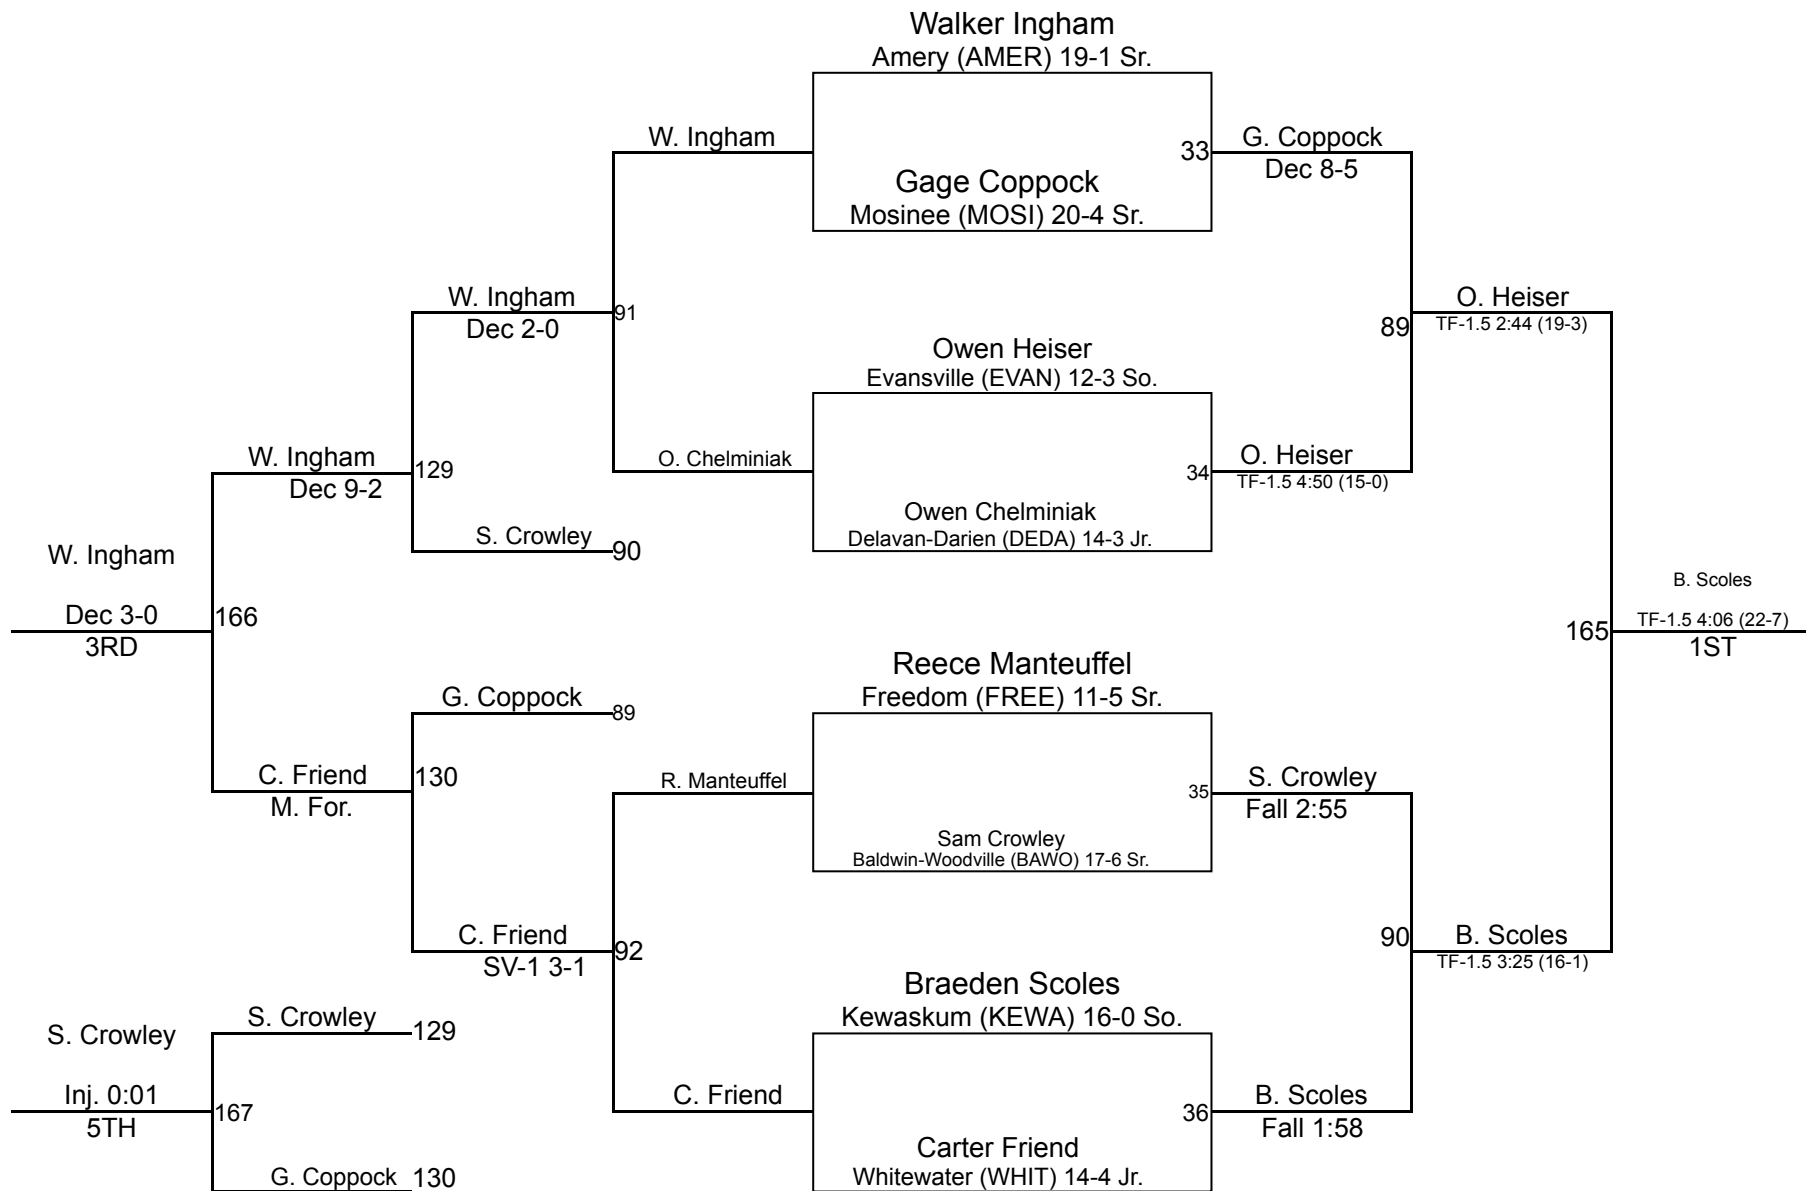 Walker Ingham
Amery (AMER) 19-1 Sr.
W. Ingham
33
G. Coppock
Dec 8-5
Gage Coppock
Mosinee (MOSI) 20-4 Sr.
W. Ingham
Dec 2-0
91
89
O. Heiser
TF-1.5 2:44 (19-3)
Owen Heiser
Evansville (EVAN) 12-3 So.
W. Ingham
Dec 9-2
129
O. Chelminiak
34
O. Heiser
TF-1.5 4:50 (15-0)
Owen Chelminiak
Delavan-Darien (DEDA) 14-3 Jr.
S. Crowley
90
W. Ingham
Dec 3-0
3RD
166
B. Scoles
165
TF-1.5 4:06 (22-7)
1ST
Reece Manteuffel
Freedom (FREE) 11-5 Sr.
G. Coppock
89
C. Friend
M. For.
130
R. Manteuffel
35
S. Crowley
Fall 2:55
Sam Crowley
Baldwin-Woodville (BAWO) 17-6 Sr.
C. Friend
SV-1 3-1
92
90
B. Scoles
TF-1.5 3:25 (16-1)
Braeden Scoles
Kewaskum (KEWA) 16-0 So.
S. Crowley
129
S. Crowley
Inj. 0:01
5TH
167
C. Friend
36
B. Scoles
Fall 1:58
Carter Friend
Whitewater (WHIT) 14-4 Jr.
G. Coppock
130